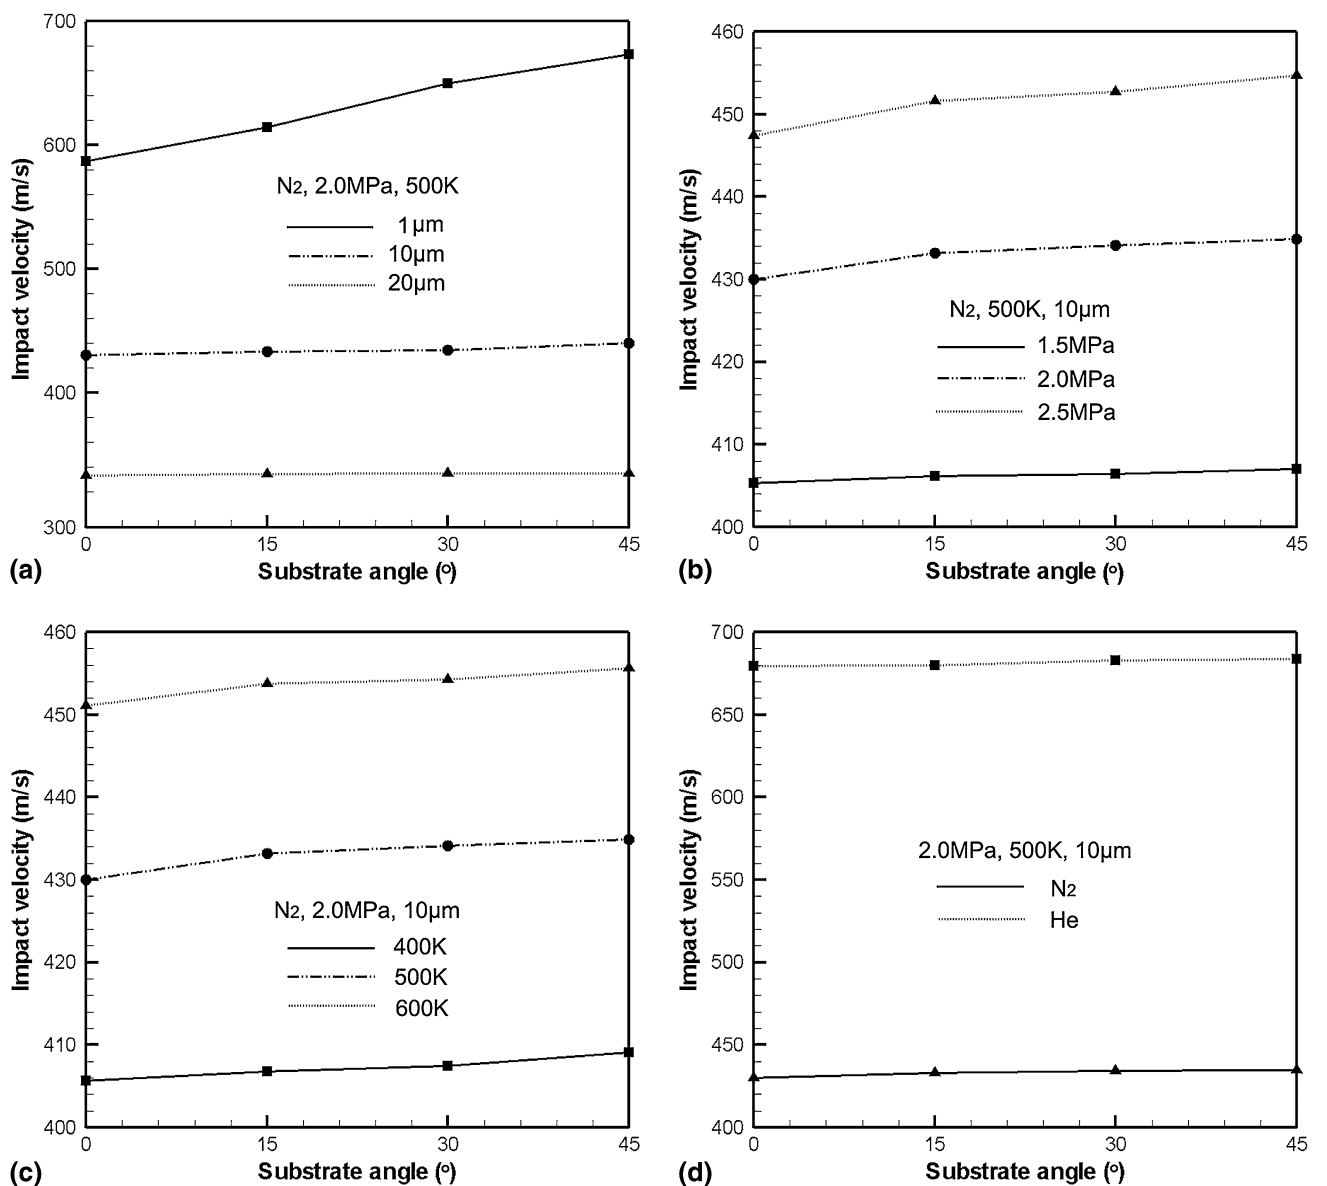 700
600
500
400
300
0 15 30 45
Impact velocity (m/s)
N2, 2.0MPa, 500K
1μm
10μm
20μm
(a) Substrate angle (o)
460
450
440
430
420
410
400
0 15 30 45
Impact velocity (m/s)
N2, 500K, 10μm
1.5MPa
2.0MPa
2.5MPa
(b) Substrate angle (o)
460
450
440
430
420
410
400
0 15 30 45
Impact velocity (m/s)
N2, 2.0MPa, 10μm
400K
500K
600K
(c) Substrate angle (o)
700
650
600
550
500
450
400
0 15 30 45
Impact velocity (m/s)
2.0MPa, 500K, 10μm
N2
He
(d) Substrate angle (o)